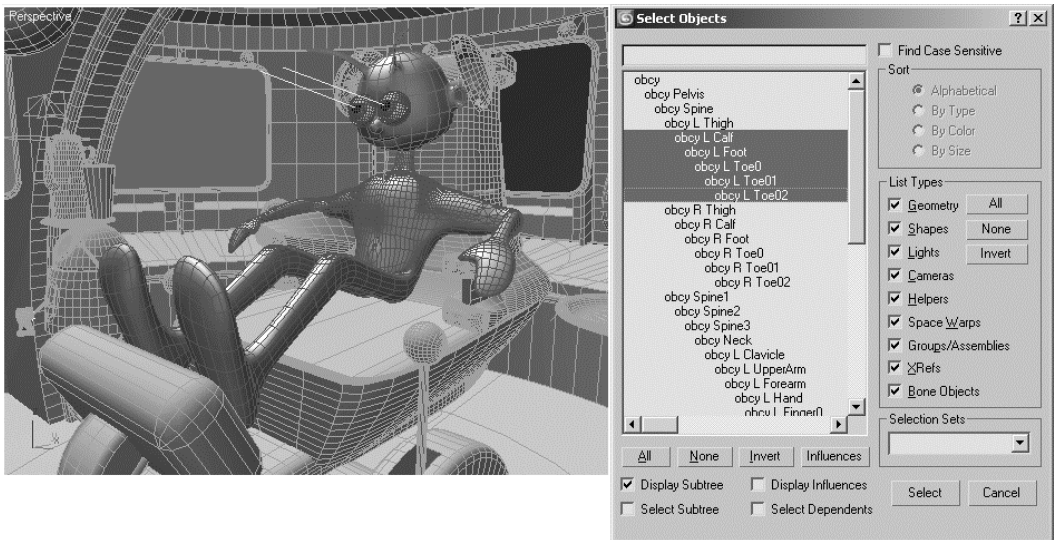 Perspective
Select Objects
Find Case Sensitive
Sort
Alphabetical
By Type
By Color
By Size
obcy
obcy Pelvis
obcy Spine
obcy L Thigh
obcy L Calf
obcy L Foot
obcy L Toe0
obcy L Toe01
obcy L Toe02
obcy R Thigh
obcy R Calf
obcy R Foot
obcy R Toe0
obcy R Toe01
obcy R Toe02
obcy Spine1
obcy Spine2
obcy Spine3
obcy Neck
obcy L Clavicle
obcy L UpperArm
obcy L Forearm
obcy L Hand
obcy L Finger0
List Types
Geometry All
Shapes None
Lights Invert
Cameras
Helpers
Space Warps
Groups/Assemblies
XRefs
Bone Objects
Selection Sets
All None Invert Influences
Display Subtree Display Influences
Select Subtree Select Dependents
Select Cancel